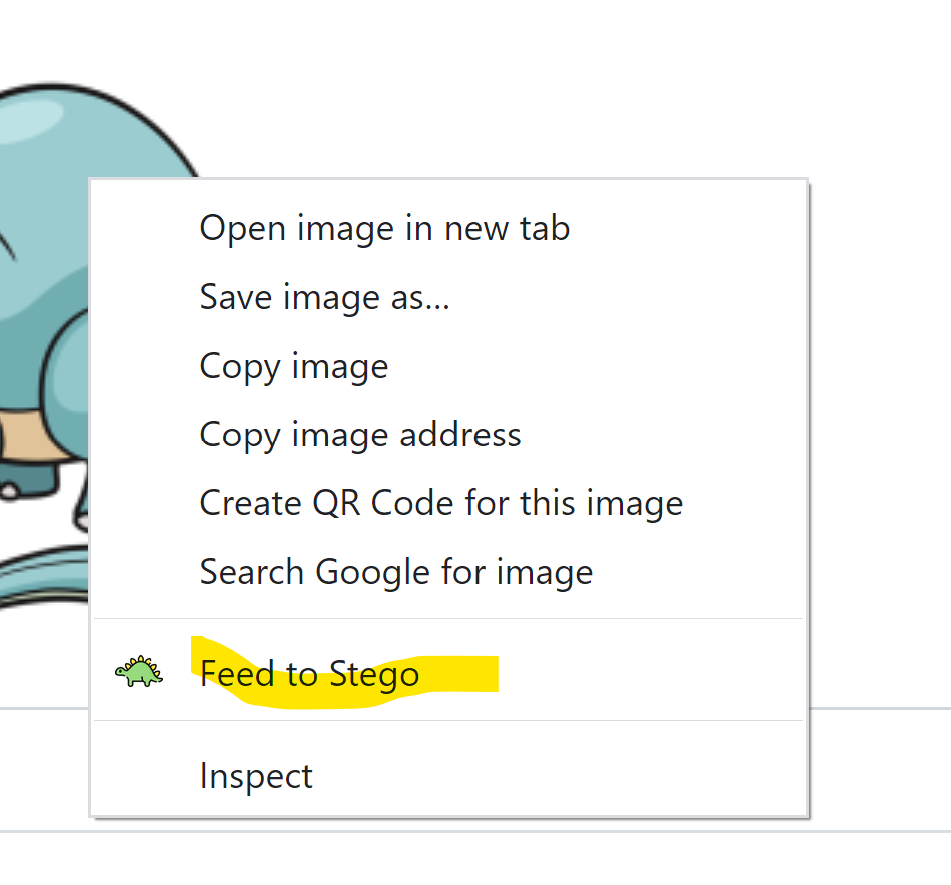 Open image in new tab
Save image as...
Copy image
Copy image address
Create QR Code for this image
Search Google for image
Feed to Stego
Inspect